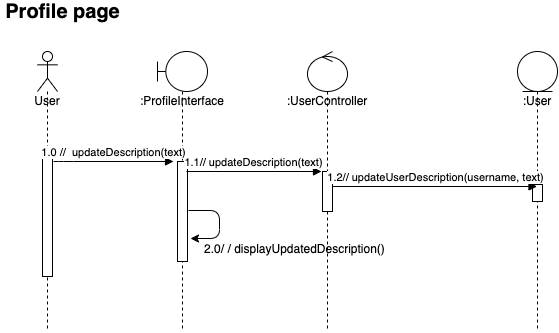 Profile page
User
:ProfileInterface
:UserController
:User
1.0 // updateDescription(text)
1.1// updateDescription(text)
1.2// updateUserDescription(username, text)
2.0/ / displayUpdatedDescription()